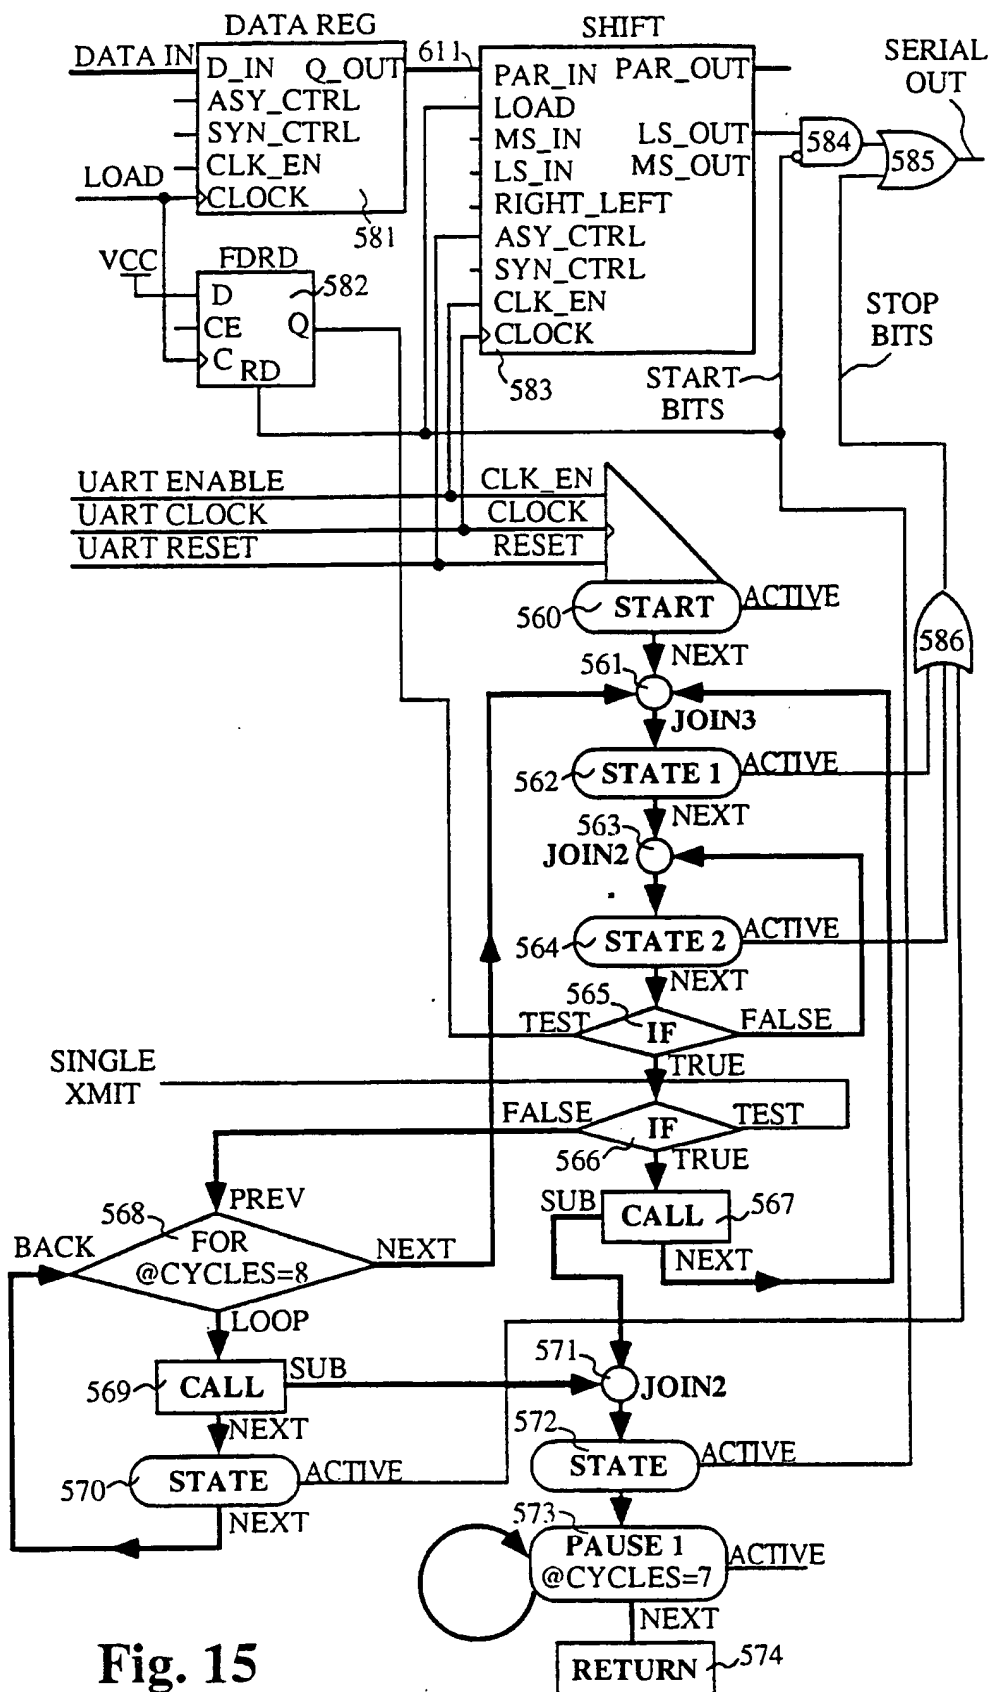 DATA REG
SHIFT
SERIAL OUT
DATA IN
D_IN Q_OUT
611
PAR_IN PAR_OUT
ASY_CTRL
LOAD
SYN_CTRL
MS_IN LS_OUT
584
585
CLK_EN
LS_IN MS_OUT
LOAD
CLOCK
RIGHT_LEFT
581
ASY_CTRL
VCC
FDRD
SYN_CTRL
582
D
CLK_EN
STOP BITS
CE Q
CLOCK
C RD
583
START BITS
UART ENABLE
CLK_EN
UART CLOCK
CLOCK
UART RESET
RESET
560
START
ACTIVE
586
561
NEXT
JOIN3
562
STATE 1
ACTIVE
563
NEXT
JOIN2
564
STATE 2
ACTIVE
565
NEXT
TEST
IF
FALSE
SINGLE XMIT
TRUE
FALSE
IF
TEST
566
TRUE
568
PREV
SUB
CALL
567
BACK
FOR
@CYCLES=8
NEXT
NEXT
LOOP
571
569
CALL
SUB
JOIN2
NEXT
572
570
STATE
ACTIVE
STATE
ACTIVE
NEXT
573
PAUSE 1
@CYCLES=7
ACTIVE
NEXT
RETURN
574
Fig. 15